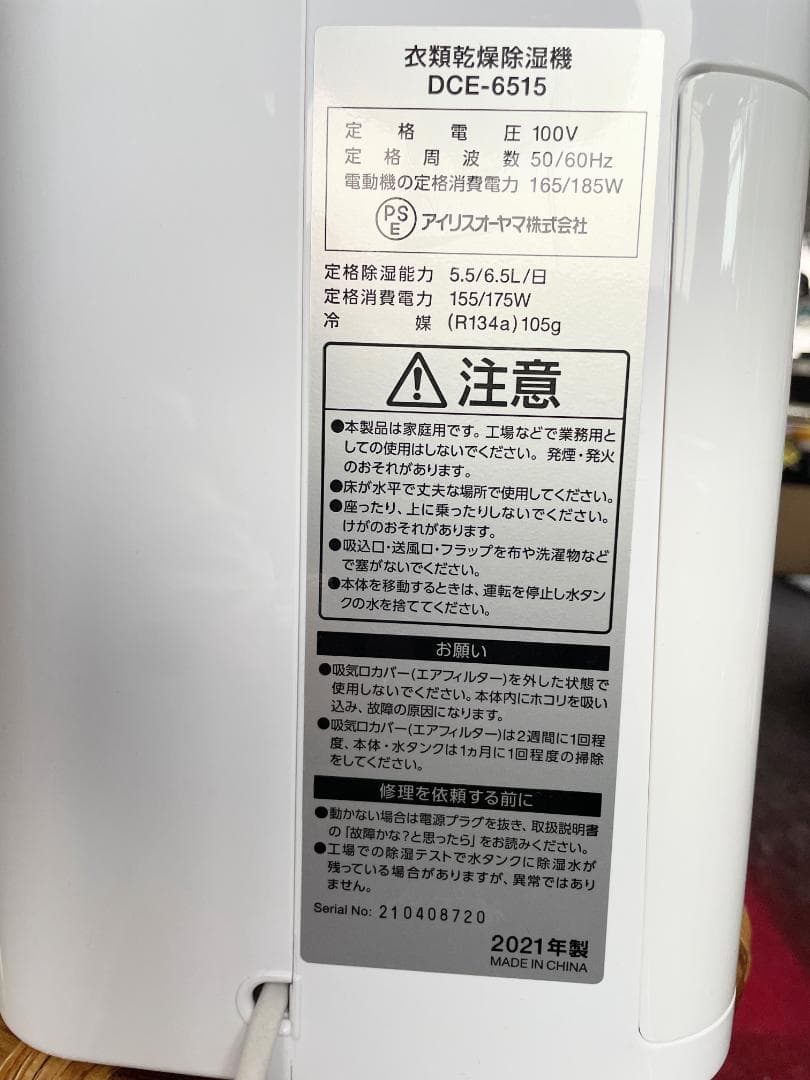 衣類乾燥除湿機
DCE-6515
定格電圧 100V
定格周波数 50/60Hz
電動機の定格消費電力 165/185W
PSE アイリスオーヤマ株式会社
定格除湿能力 5.5/6.5L/日
定格消費電力 155/175W
冷媒 (R134a)105g
注意
●本製品は家庭用です。工場などで業務用と
しての使用はしないでください。発煙・発火
のおそれがあります。
●床が水平で丈夫な場所で使用してください。
●座ったり、上に乗ったりしないでください。
けがのおそれがあります。
●吸込口・送風口・フラップを布や洗濯物など
で塞がないでください。
●本体を移動するときは、運転を停止し水タン
クの水を捨ててください。
お願い
●吸気口カバー(エアフィルター)を外した状態で
使用しないでください。本体内にホコリを吸い
込み、故障の原因になります。
●吸気口カバー(エアフィルター)は2週間に1回程
度、本体・水タンクは1ヵ月に1回程度の掃除
をしてください。
修理を依頼する前に
●動かない場合は電源プラグを抜き、取扱説明書
の「故障かな?と思ったら」をお読みください。
●工場での除湿テストで水タンクに除湿水が
残っている場合がありますが、異常ではあり
ません。
Serial No: 210408720
2021年製
MADE IN CHINA